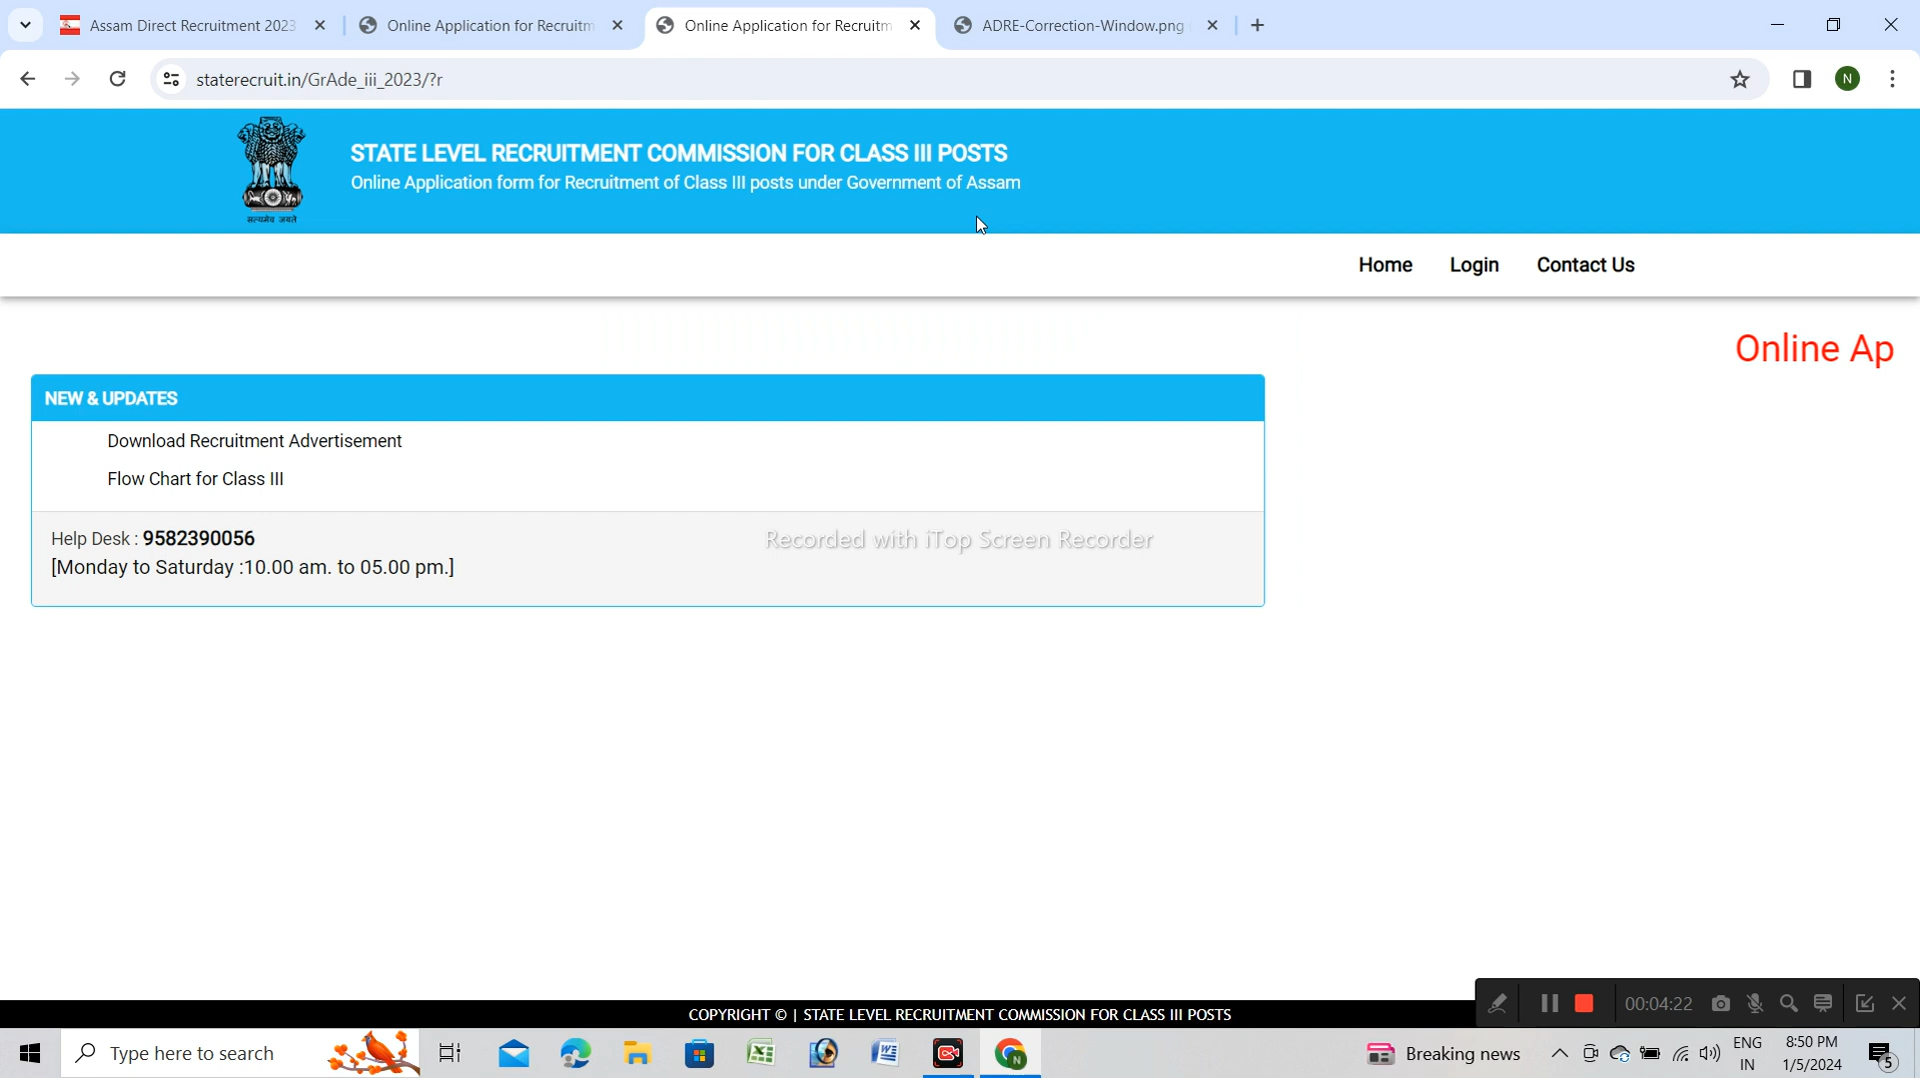 Assam Direct Recruitment 2023
Online Application for Recruitm
Online Application for Recruitm
ADRE-Correction-Window.png
staterecruit.in/GrAde_iii_2023/?r
N
STATE LEVEL RECRUITMENT COMMISSION FOR CLASS III POSTS
Online Application form for Recruitment of Class III posts under Government of Assam
सत्यमेव जयते
Home Login Contact Us
Online Ap
NEW & UPDATES
Download Recruitment Advertisement
Flow Chart for Class III
Help Desk : 9582390056
[Monday to Saturday :10.00 am. to 05.00 pm.]
Recorded with iTop Screen Recorder
COPYRIGHT © | STATE LEVEL RECRUITMENT COMMISSION FOR CLASS III POSTS
00:04:22
Type here to search
Breaking news
ENG
IN
8:50 PM
1/5/2024
5